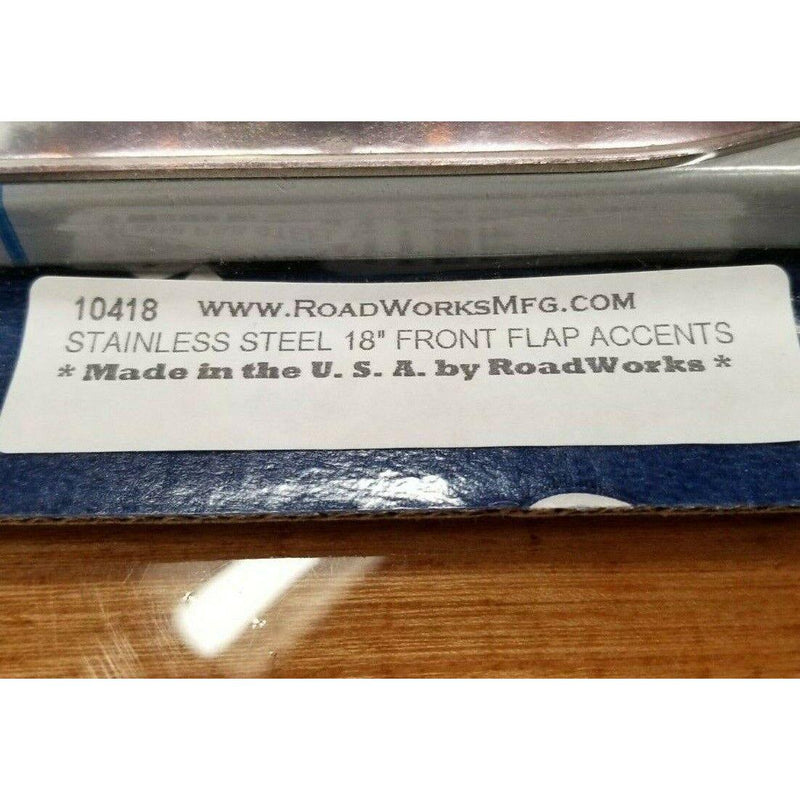 10418 WWW.ROADWORKSMFG.COM
STAINLESS STEEL 18" FRONT FLAP ACCENTS
* Made in the U. S. A. by RoadWorks *